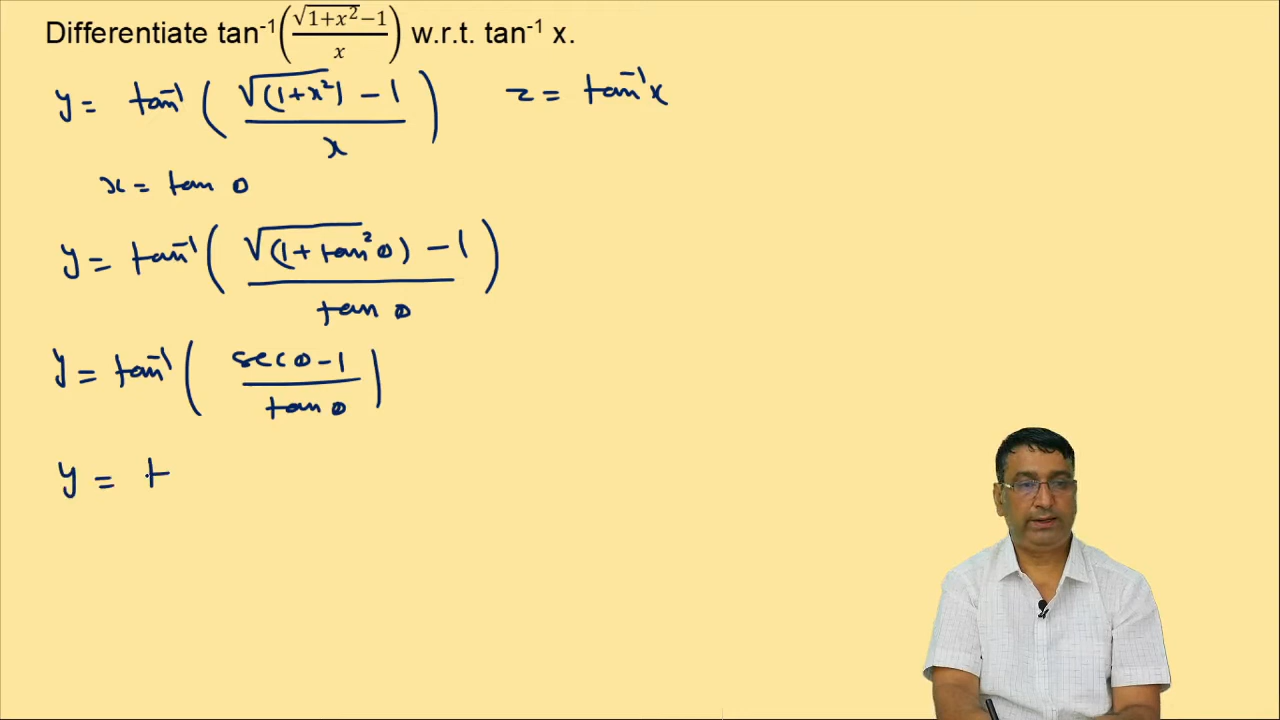 Differentiate tan⁻¹((√1+x² −1)/x) w.r.t. tan⁻¹ x.
y = tan⁻¹ ( (√(1+x²) − 1)/x ) z = tan⁻¹x
x = tan θ
y = tan⁻¹ ( (√(1+tan²θ) − 1)/tan θ )
y = tan⁻¹ ( (secθ−1)/tan θ )
y = t